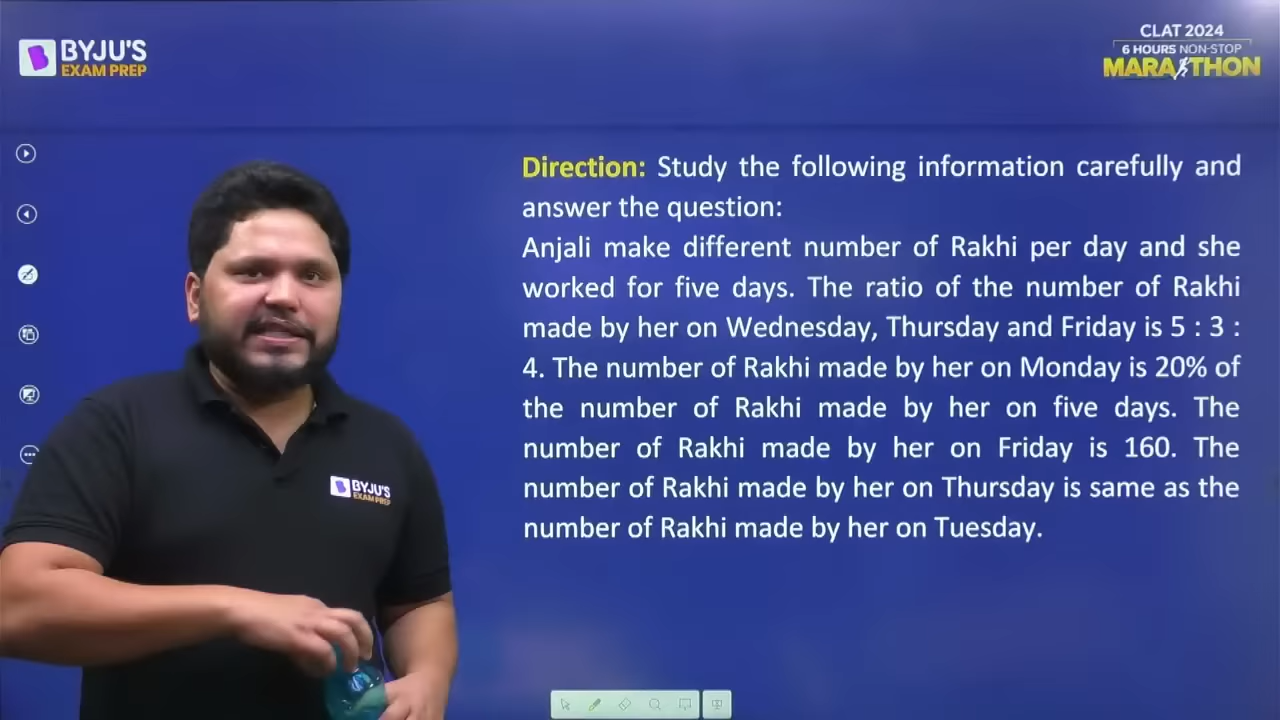 BYJU'S
EXAM PREP
CLAT 2024
6 HOURS NON-STOP
MARATHON
Direction: Study the following information carefully and
answer the question:
Anjali make different number of Rakhi per day and she
worked for five days. The ratio of the number of Rakhi
made by her on Wednesday, Thursday and Friday is 5 : 3 :
4. The number of Rakhi made by her on Monday is 20% of
the number of Rakhi made by her on five days. The
number of Rakhi made by her on Friday is 160. The
number of Rakhi made by her on Thursday is same as the
number of Rakhi made by her on Tuesday.
BYJU'S
EXAM PREP